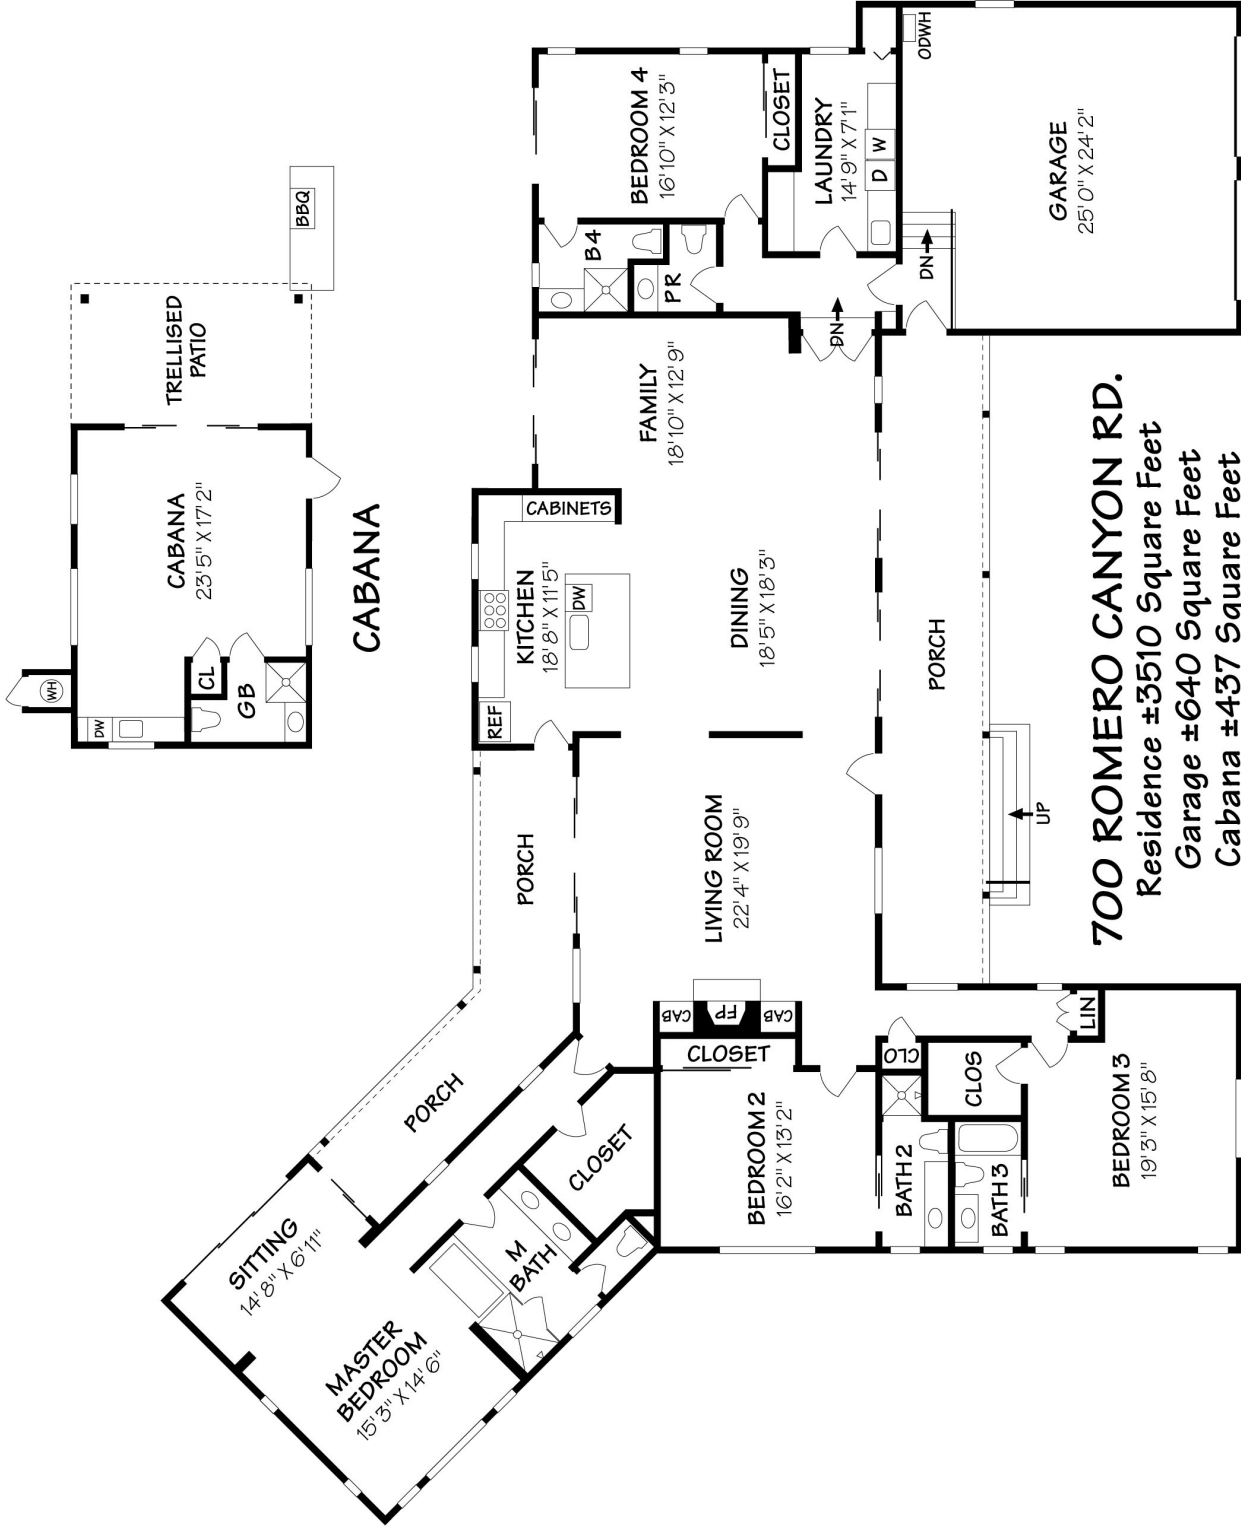 CABANA
23'5" X 17'2"
TRELLISED
PATIO
BBQ
WH
DW
CL
GB
CABANA
SITTING
14'8" X 6'11"
MASTER
BEDROOM
15'3" X 14'6"
M
BATH
CLOSET
PORCH
PORCH
REF
KITCHEN
18'8" X 11'5"
DW
CABINETS
FAMILY
18'10" X 12'9"
B4
PR
BEDROOM 4
16'10" X 12'3"
CLOSET
LAUNDRY
14'9" X 7'1"
D
W
DN
DN
ODWH
GARAGE
25'0" X 24'2"
LIVING ROOM
22'4" X 19'9"
DINING
18'5" X 18'3"
CAB
FP
CAB
CLOSET
BEDROOM 2
16'2" X 13'2"
BATH 2
CLO
CLOS
BATH 3
LIN
BEDROOM 3
19'3" X 15'8"
PORCH
UP
700 ROMERO CANYON RD.
Residence ±3510 Square Feet
Garage ±640 Square Feet
Cabana ±437 Square Feet